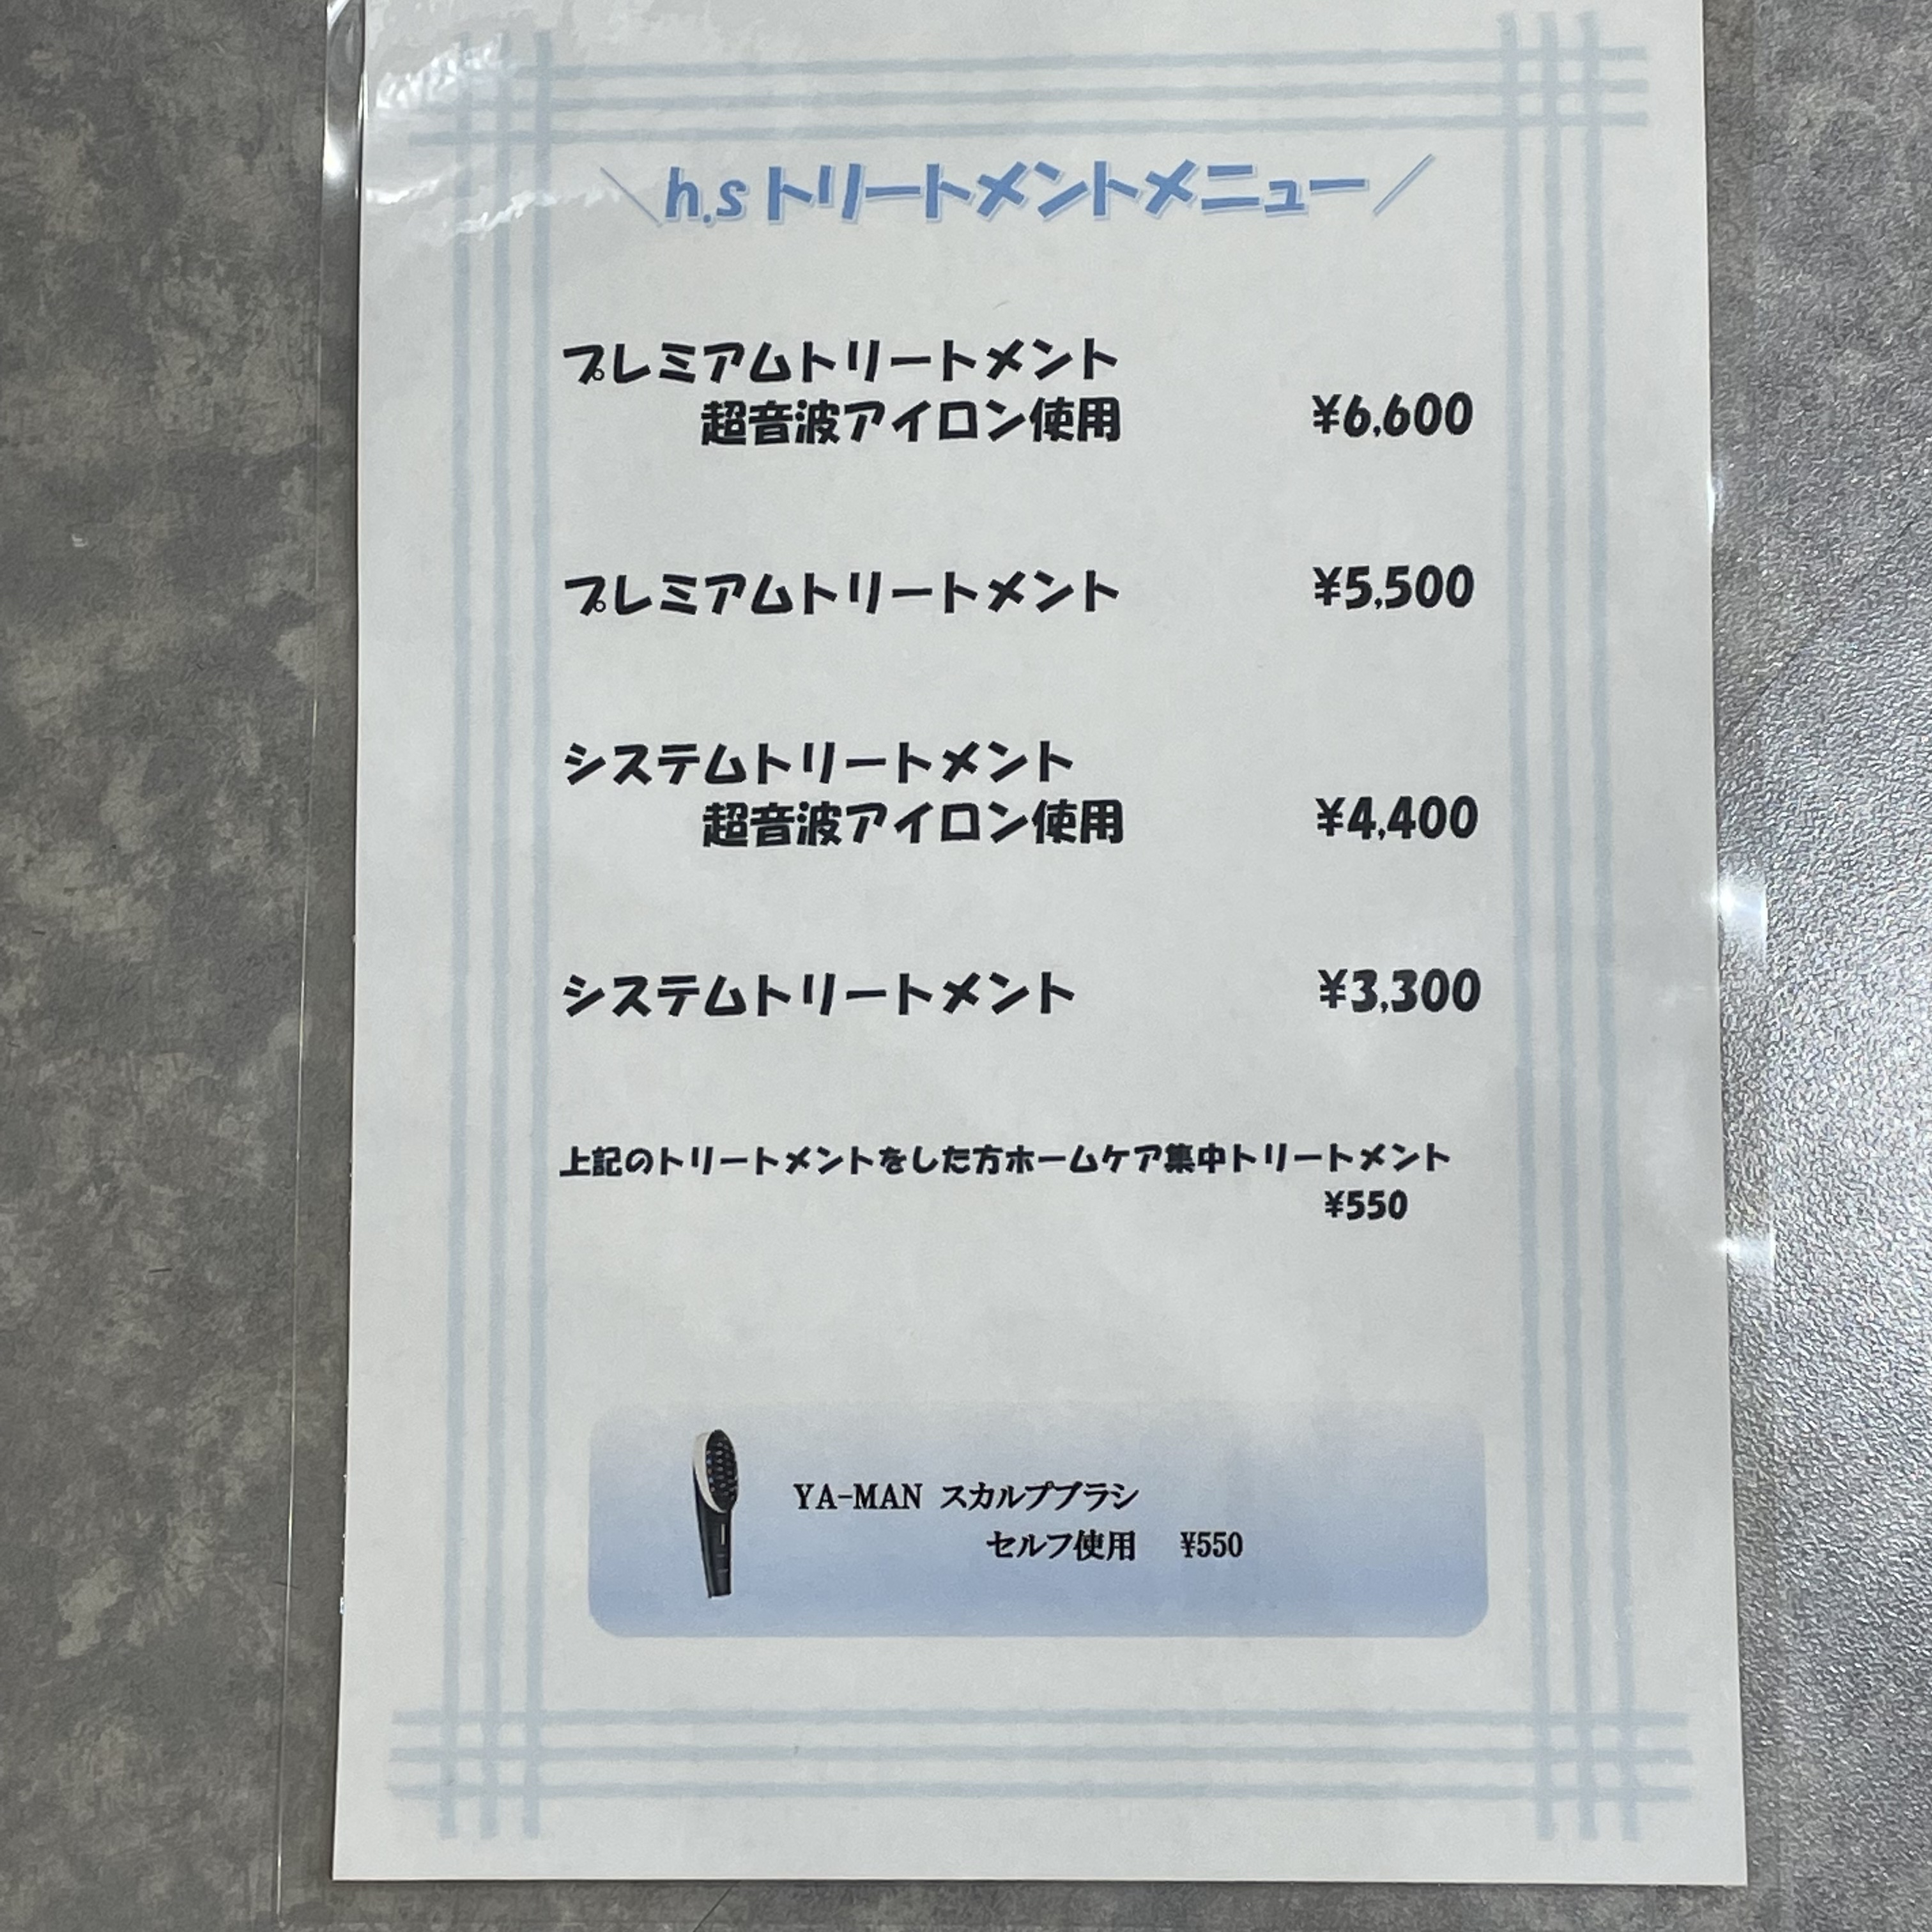 \ h.s トリートメントメニュー /
プレミアムトリートメント
超音波アイロン使用 ¥6,600
プレミアムトリートメント ¥5,500
システムトリートメント
超音波アイロン使用 ¥4,400
システムトリートメント ¥3,300
上記のトリートメントをした方ホームケア集中トリートメント
¥550
YA-MAN スカルプブラシ
セルフ使用 ¥550